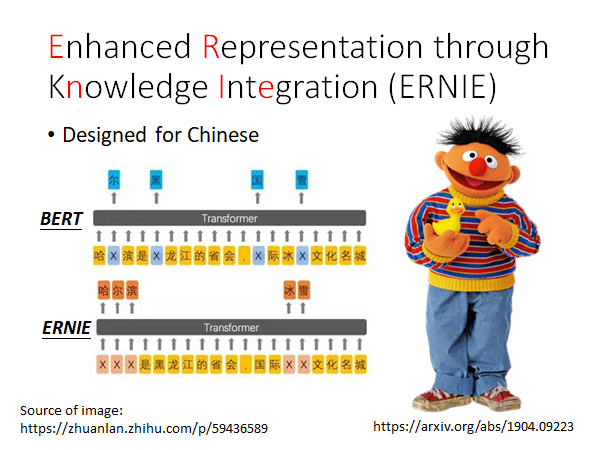 Enhanced Representation through
Knowledge Integration (ERNIE)
• Designed for Chinese
尔 黑 国 雪
BERT
Transformer
哈 X 滨 是 X 龙 江 的 省 会 , X 际 冰 X 文 化 名 城
哈 尔 滨 冰 雪
ERNIE
Transformer
X X X 是 黑 龙 江 的 省 会 , 国 际 X X 文 化 名 城
Source of image:
https://zhuanlan.zhihu.com/p/59436589
https://arxiv.org/abs/1904.09223